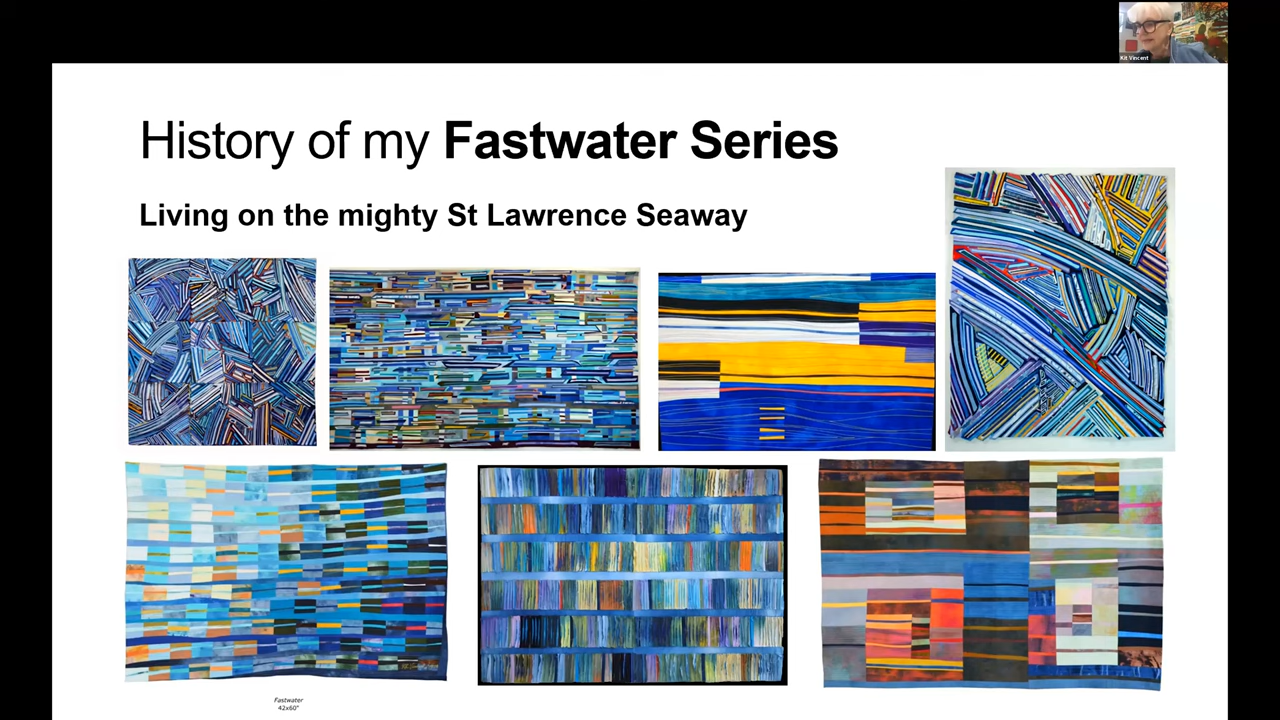 Kit Vincent
History of my Fastwater Series
Living on the mighty St Lawrence Seaway
Fastwater
42x60"